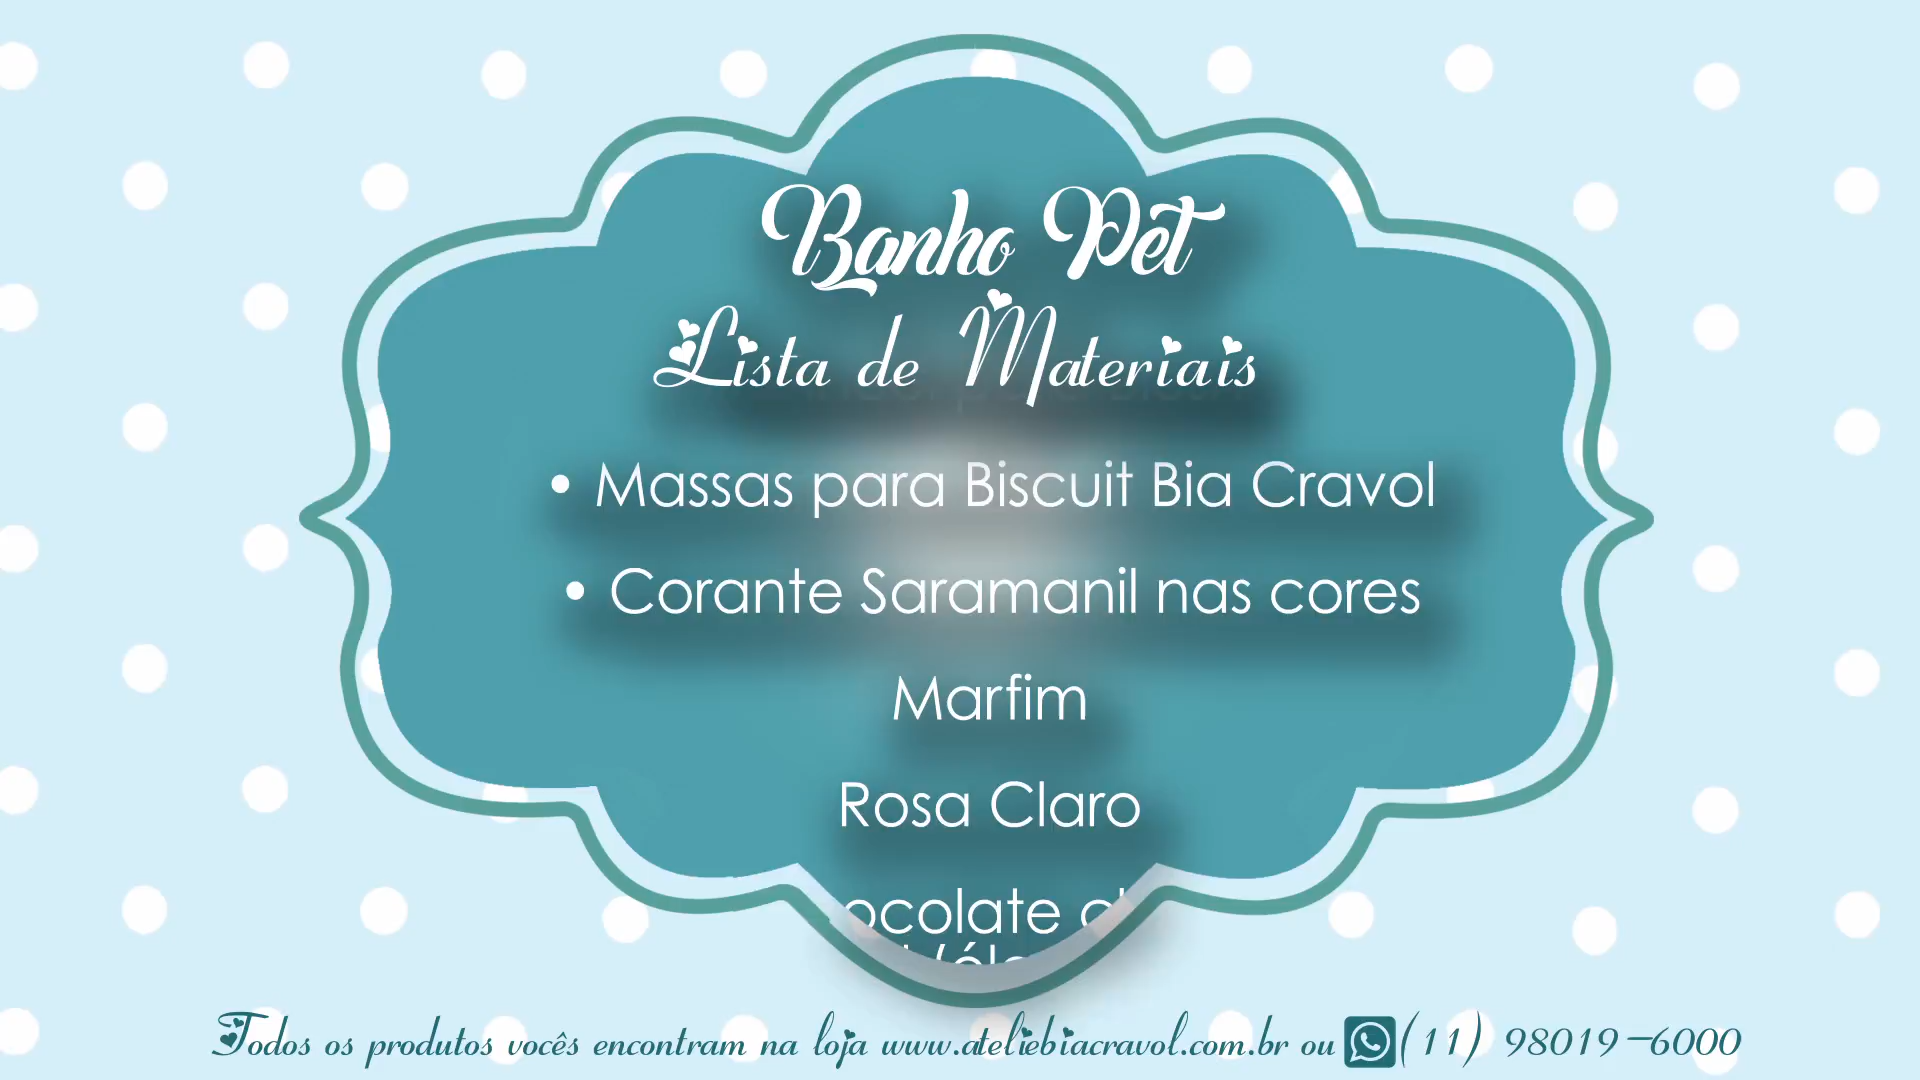 Banho Pet
Lista de Materiais
• Massas para Biscuit Bia Cravol
• Corante Saramanil nas cores
Marfim
Rosa Claro
Todos os produtos vocês encontram na loja www.ateliebiacravol.com.br ou (11) 98019-6000